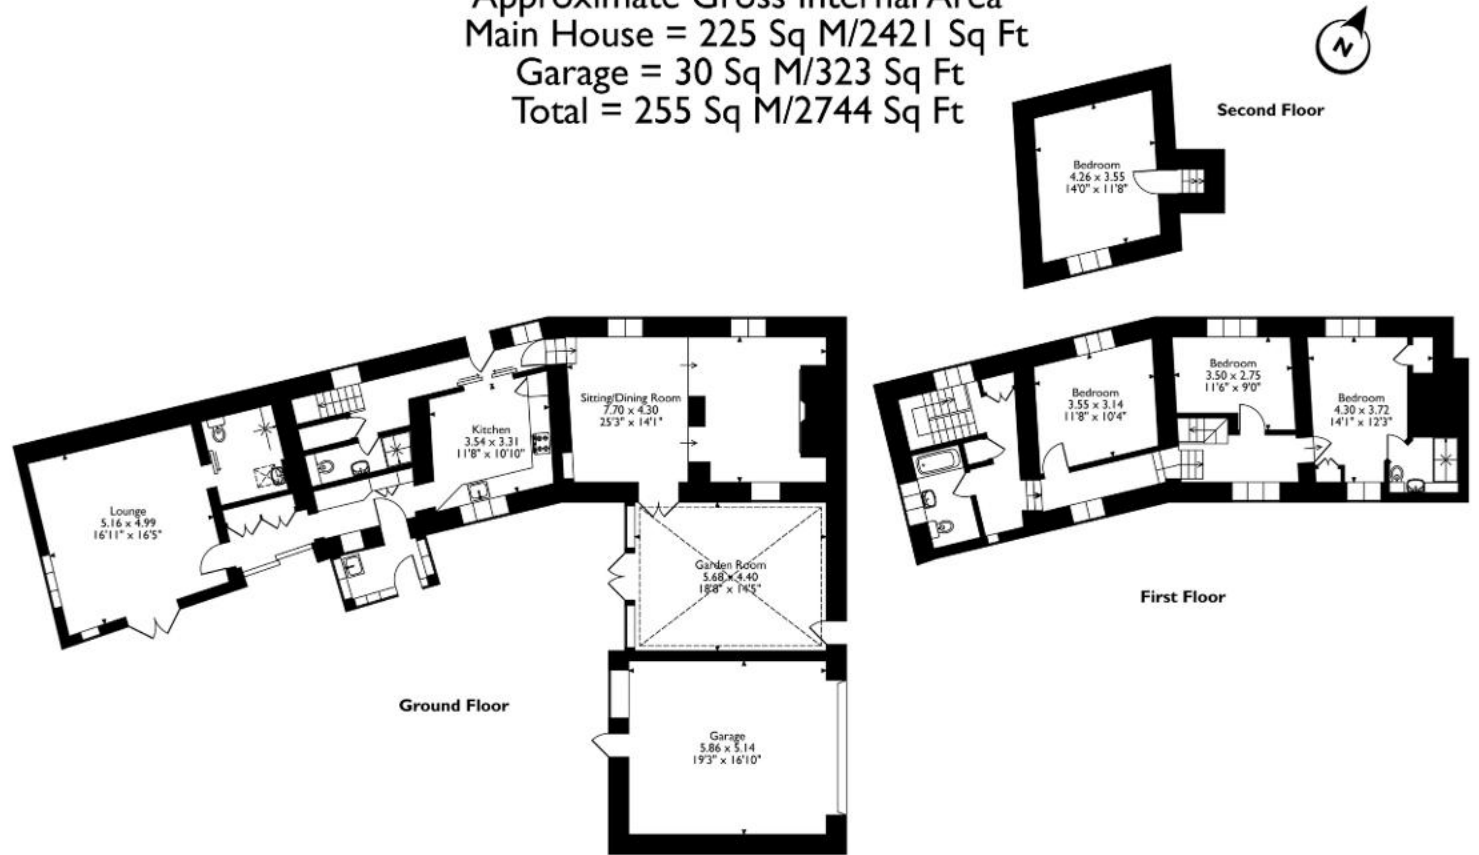 Approximate Gross Internal Area
Main House = 225 Sq M/2421 Sq Ft
Garage = 30 Sq M/323 Sq Ft
Total = 255 Sq M/2744 Sq Ft
N
Second Floor
Bedroom
4.26 x 3.55
14'0" x 11'8"
Sitting/Dining Room
7.70 x 4.30
25'3" x 14'1"
Kitchen
3.54 x 3.31
11'8" x 10'10"
Lounge
5.16 x 4.99
16'11" x 16'5"
Garden Room
5.68 x 4.40
18'8" x 14'5"
Ground Floor
Garage
5.86 x 5.14
19'3" x 16'10"
Bedroom
3.55 x 3.14
11'8" x 10'4"
Bedroom
3.50 x 2.75
11'6" x 9'0"
Bedroom
4.30 x 3.72
14'1" x 12'3"
First Floor